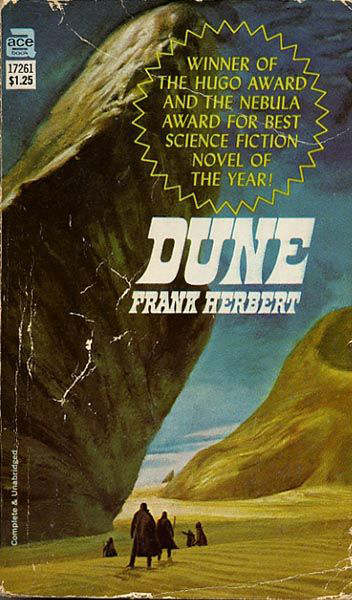 ace
book
17261
$1.25
WINNER OF
THE HUGO AWARD
AND THE NEBULA
AWARD FOR BEST
SCIENCE FICTION
NOVEL OF
THE YEAR!
DUNE
FRANK HERBERT
Complete & Unabridged